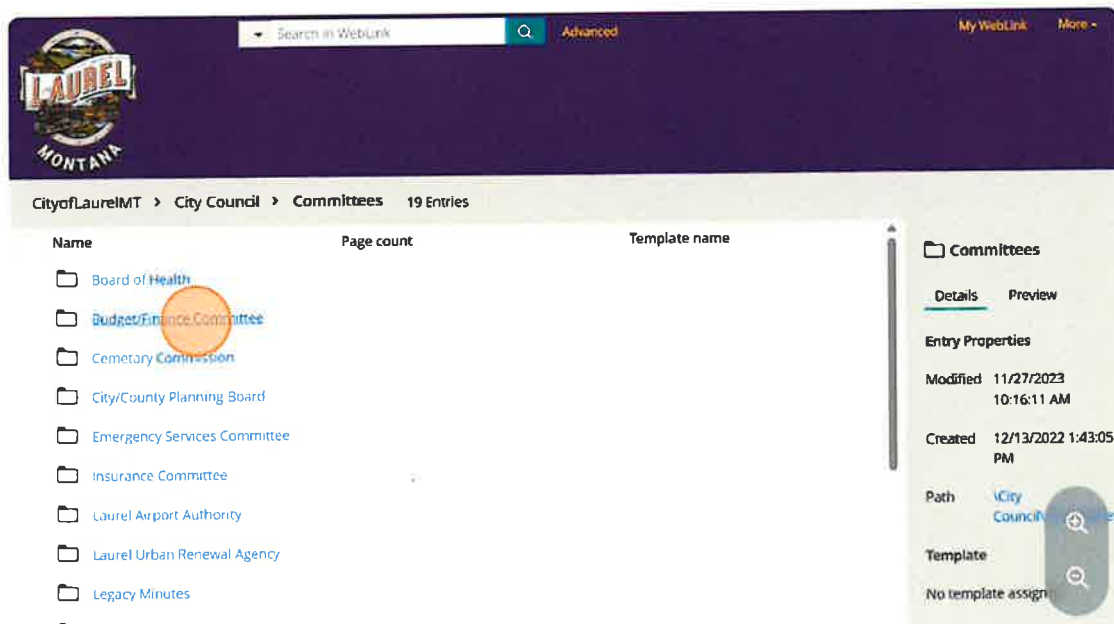 Search in WebLink
Advanced
My WebLink
More
LAUREL
MONTANA
CityofLaurelMT > City Council > Committees 19 Entries
Name Page count Template name
Board of Health
Budget/Finance Committee
Cemetary Commission
City/County Planning Board
Emergency Services Committee
Insurance Committee
Laurel Airport Authority
Laurel Urban Renewal Agency
Legacy Minutes
Committees
Details Preview
Entry Properties
Modified 11/27/2023
10:16:11 AM
Created 12/13/2022 1:43:05
PM
Path \City
Template
No template